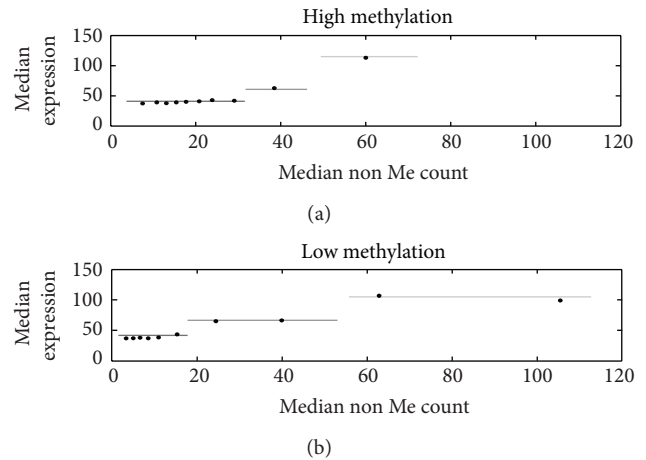 High methylation
Median
expression
150
100
50
0
0 20 40 60 80 100 120
Median non Me count
(a)
Low methylation
Median
expression
150
100
50
0
0 20 40 60 80 100 120
Median non Me count
(b)